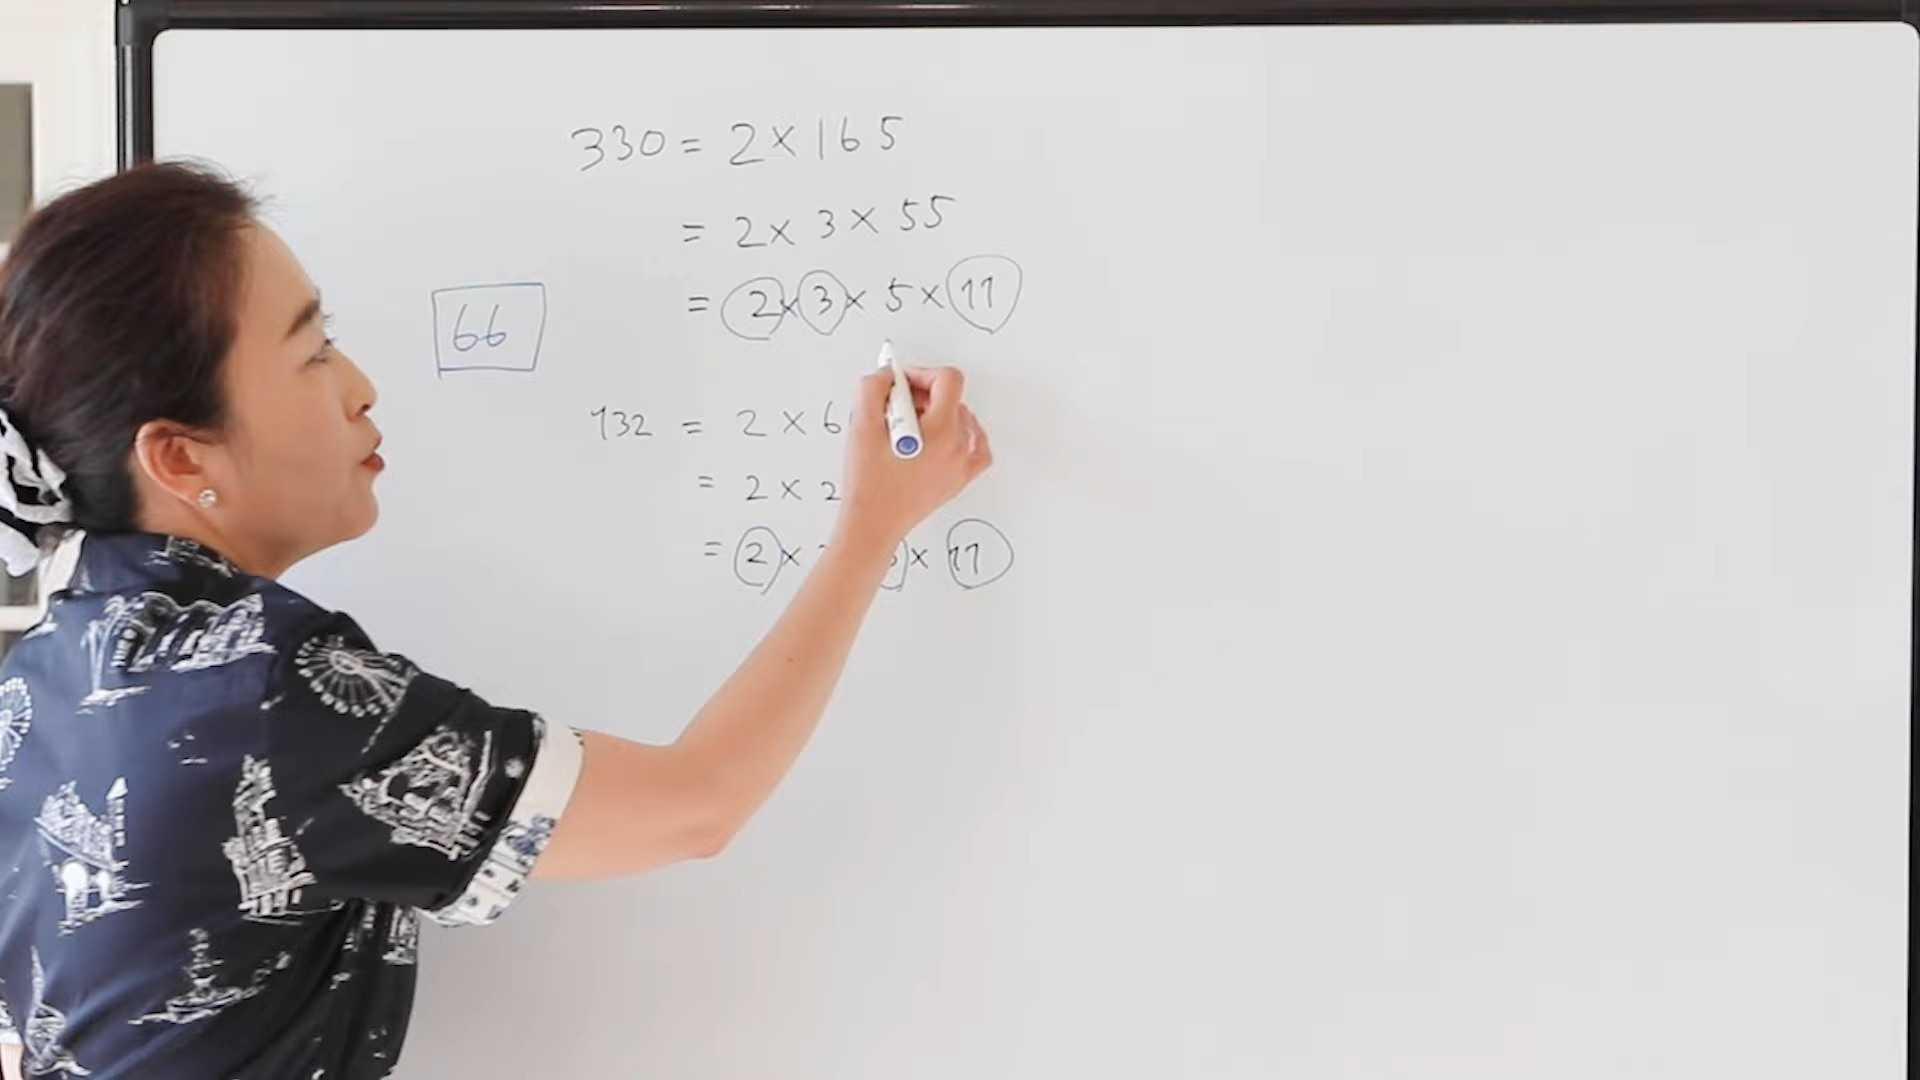 330 = 2 × 165
= 2 × 3 × 55
= 2 × 3 × 5 × 11
66
132 = 2 × 6
= 2 × 2
= 2 × × 11